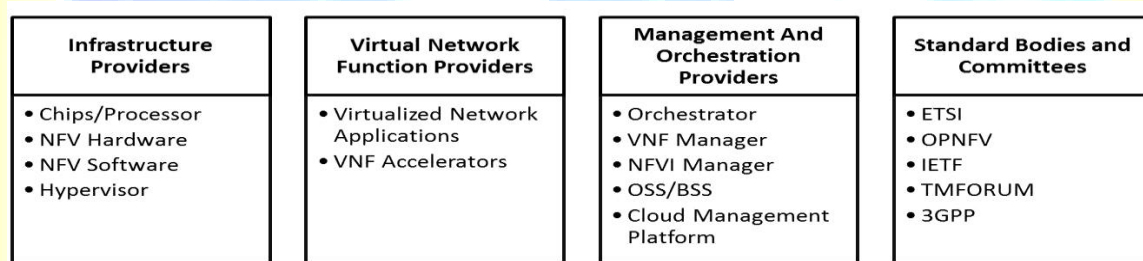 Infrastructure
Providers
• Chips/Processor
• NFV Hardware
• NFV Software
• Hypervisor
Virtual Network
Function Providers
• Virtualized Network
Applications
• VNF Accelerators
Management And
Orchestration
Providers
• Orchestrator
• VNF Manager
• NFVI Manager
• OSS/BSS
• Cloud Management
Platform
Standard Bodies and
Committees
• ETSI
• OPNFV
• IETF
• TMFORUM
• 3GPP